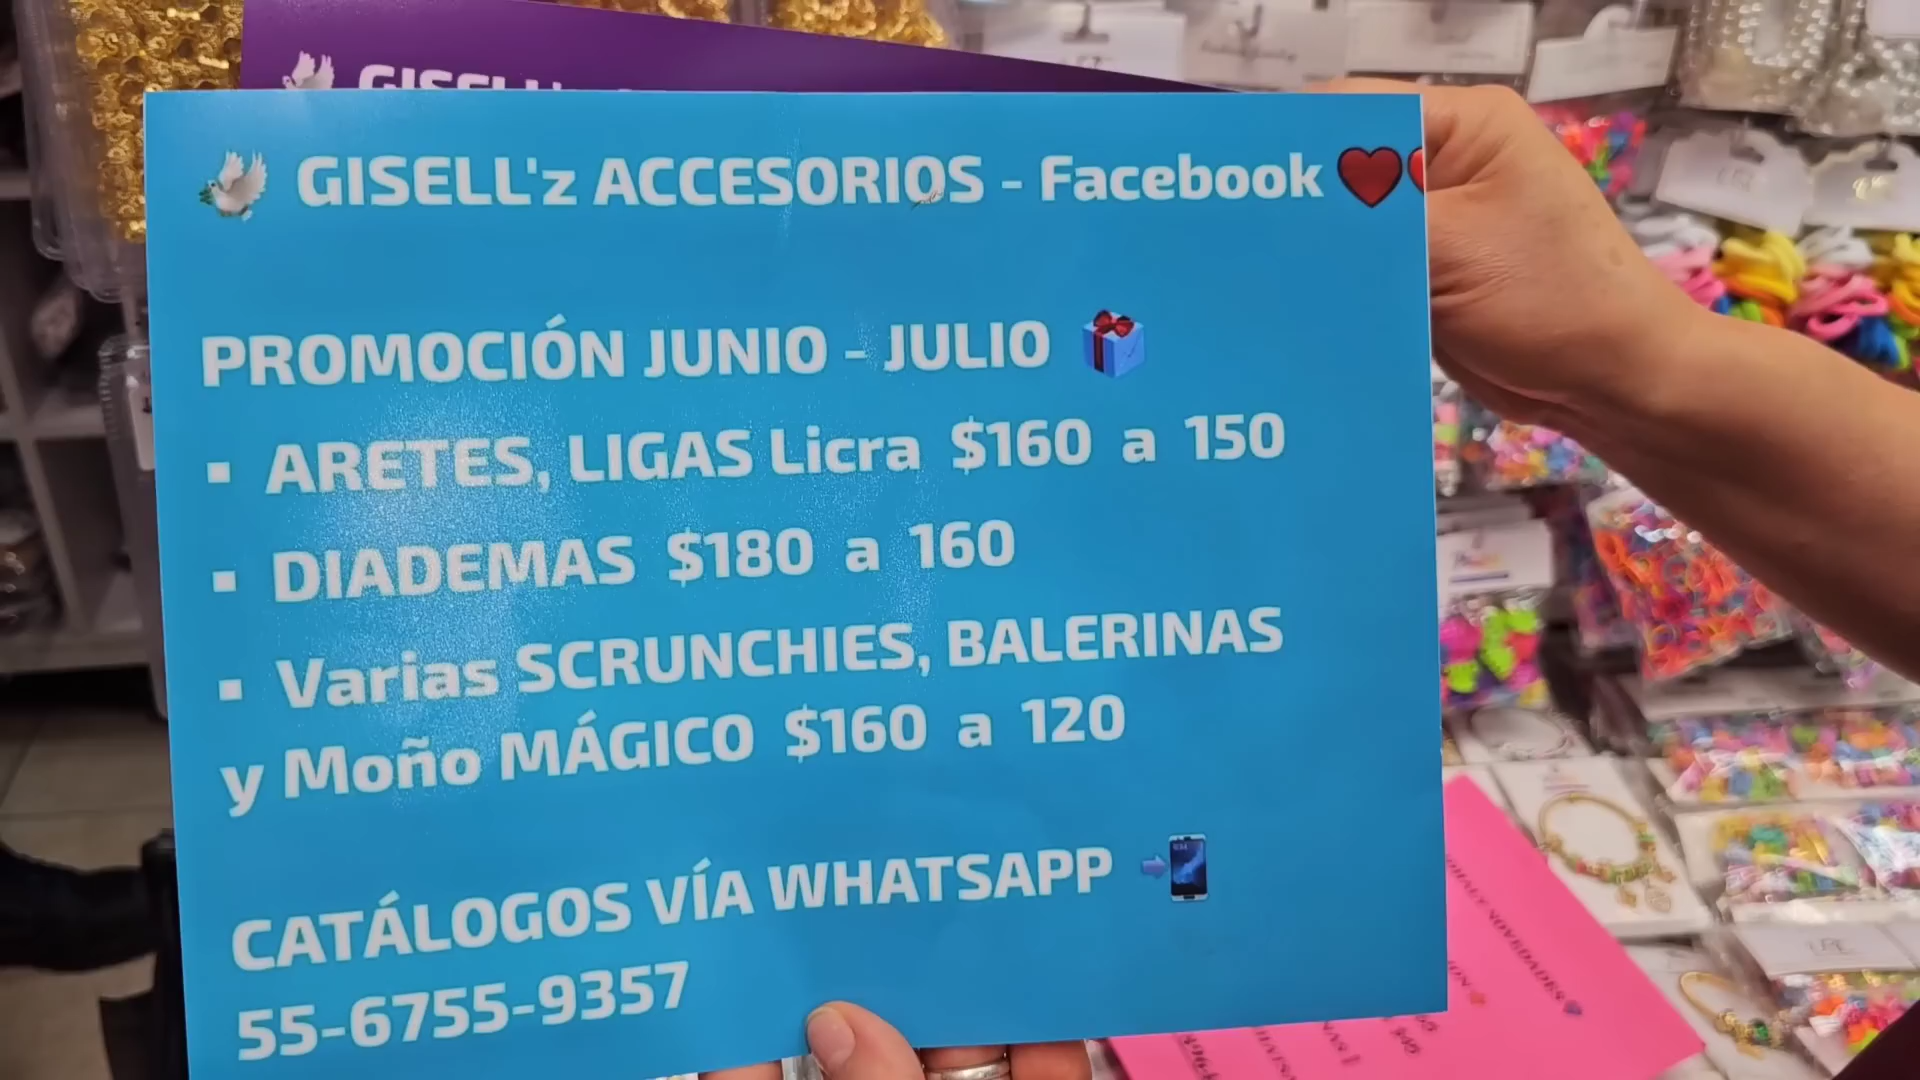 GISELL'z
GISELL'z ACCESORIOS - Facebook
PROMOCIÓN JUNIO - JULIO
▪ ARETES, LIGAS Licra $160 a 150
▪ DIADEMAS $180 a 160
▪ Varias SCRUNCHIES, BALERINAS
y Moño MÁGICO $160 a 120
CATÁLOGOS VÍA WHATSAPP
55-6755-9357